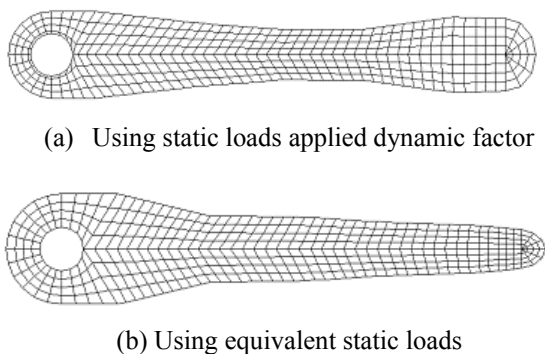 (a) Using static loads applied dynamic factor
(b) Using equivalent static loads